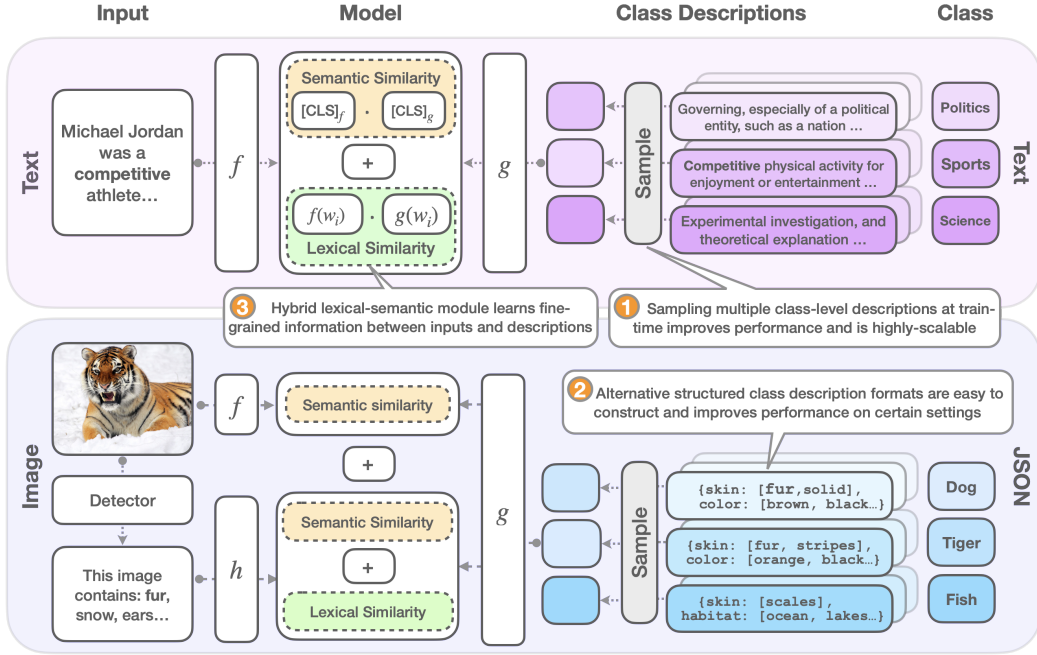 Input
Model
Class Descriptions
Class
Text
Michael Jordan
was a
competitive
athlete…
f
Semantic Similarity
[CLS]f · [CLS]g
+
f(wi) · g(wi)
Lexical Similarity
g
Sample
Governing, especially of a political
entity, such as a nation …
Competitive physical activity for
enjoyment or entertainment …
Experimental investigation, and
theoretical explanation …
Politics
Sports
Science
Text
3 Hybrid lexical-semantic module learns fine-
grained information between inputs and descriptions
1 Sampling multiple class-level descriptions at train-
time improves performance and is highly-scalable
Image
Detector
This image
contains: fur,
snow, ears…
f
h
Semantic similarity
+
Semantic Similarity
+
Lexical Similarity
g
2 Alternative structured class description formats are easy to
construct and improves performance on certain settings
Sample
{skin: [fur,solid],
color: [brown, black…}
{skin: [fur, stripes],
color: [orange, black…}
{skin: [scales],
habitat: [ocean, lakes…}
Dog
Tiger
Fish
JSON